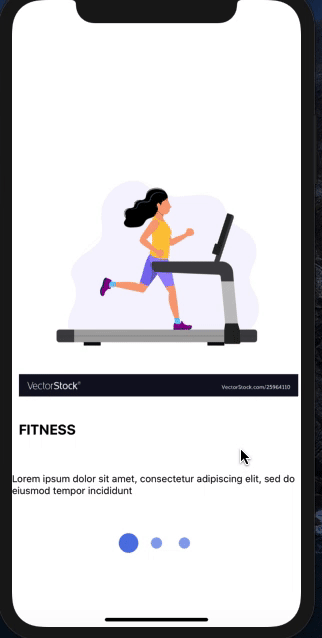 VectorStock®
VectorStock.com/25964110
FITNESS
Lorem ipsum dolor sit amet, consectetur adipiscing elit, sed do
eiusmod tempor incididunt